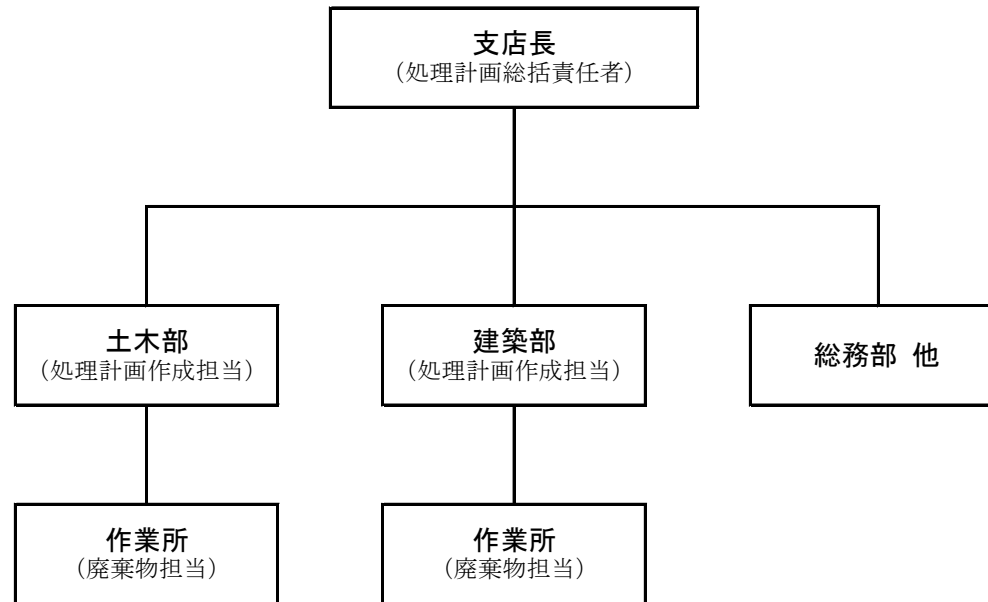 支店長
（処理計画総括責任者）
土木部
（処理計画作成担当）
建築部
（処理計画作成担当）
総務部 他
作業所
（廃棄物担当）
作業所
（廃棄物担当）